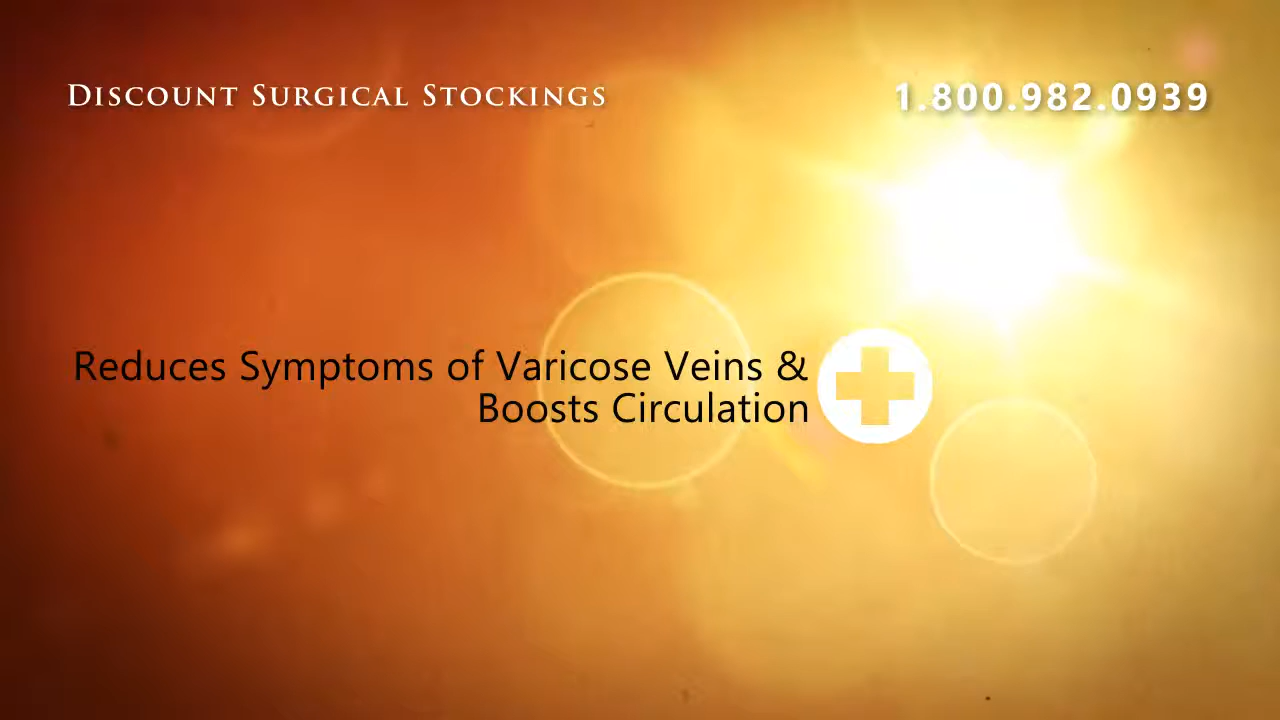 Discount Surgical Stockings
1.800.982.0939
Reduces Symptoms of Varicose Veins &
Boosts Circulation